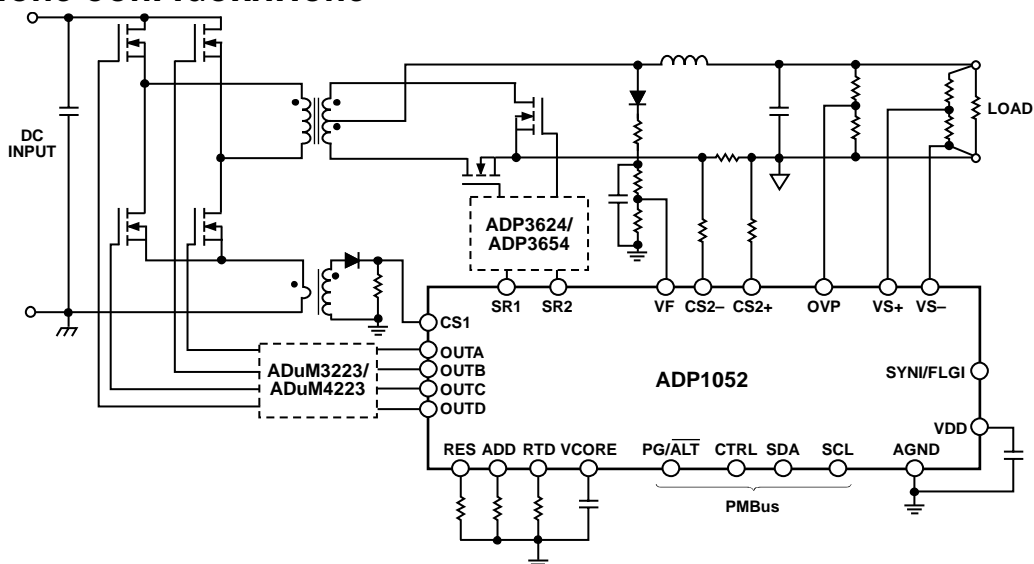 DC
INPUT
LOAD
ADP3624/
ADP3654
SR1 SR2 VF CS2– CS2+ OVP VS+ VS–
CS1
OUTA
OUTB
OUTC
OUTD
ADuM3223/
ADuM4223
ADP1052
SYNI/FLGI
VDD
RES ADD RTD VCORE PG/ALT CTRL SDA SCL AGND
PMBus